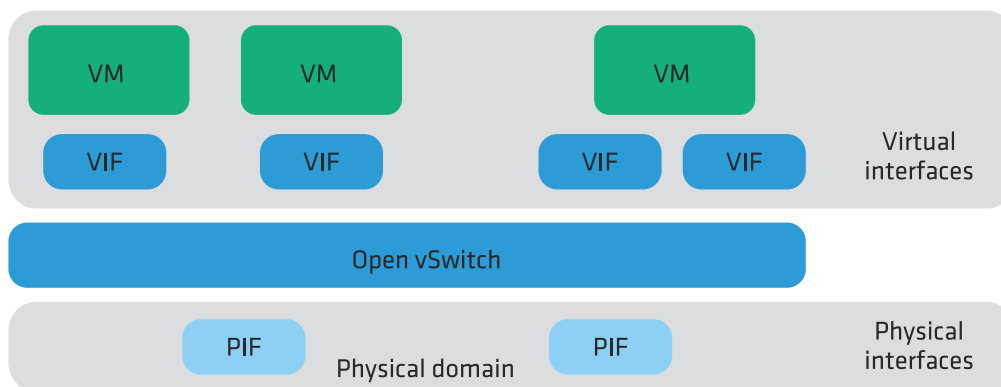 VM
VM
VM
VIF
VIF
VIF
VIF
Virtual
interfaces
Open vSwitch
PIF
PIF
Physical domain
Physical
interfaces